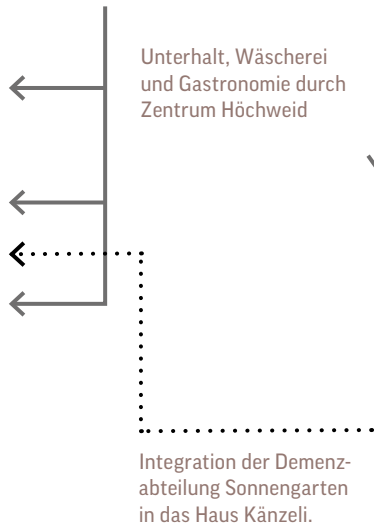 Unterhalt, Wäscherei
und Gastronomie durch
Zentrum Höchweid
Integration der Demenz-
abteilung Sonnengarten
in das Haus Känzeli.